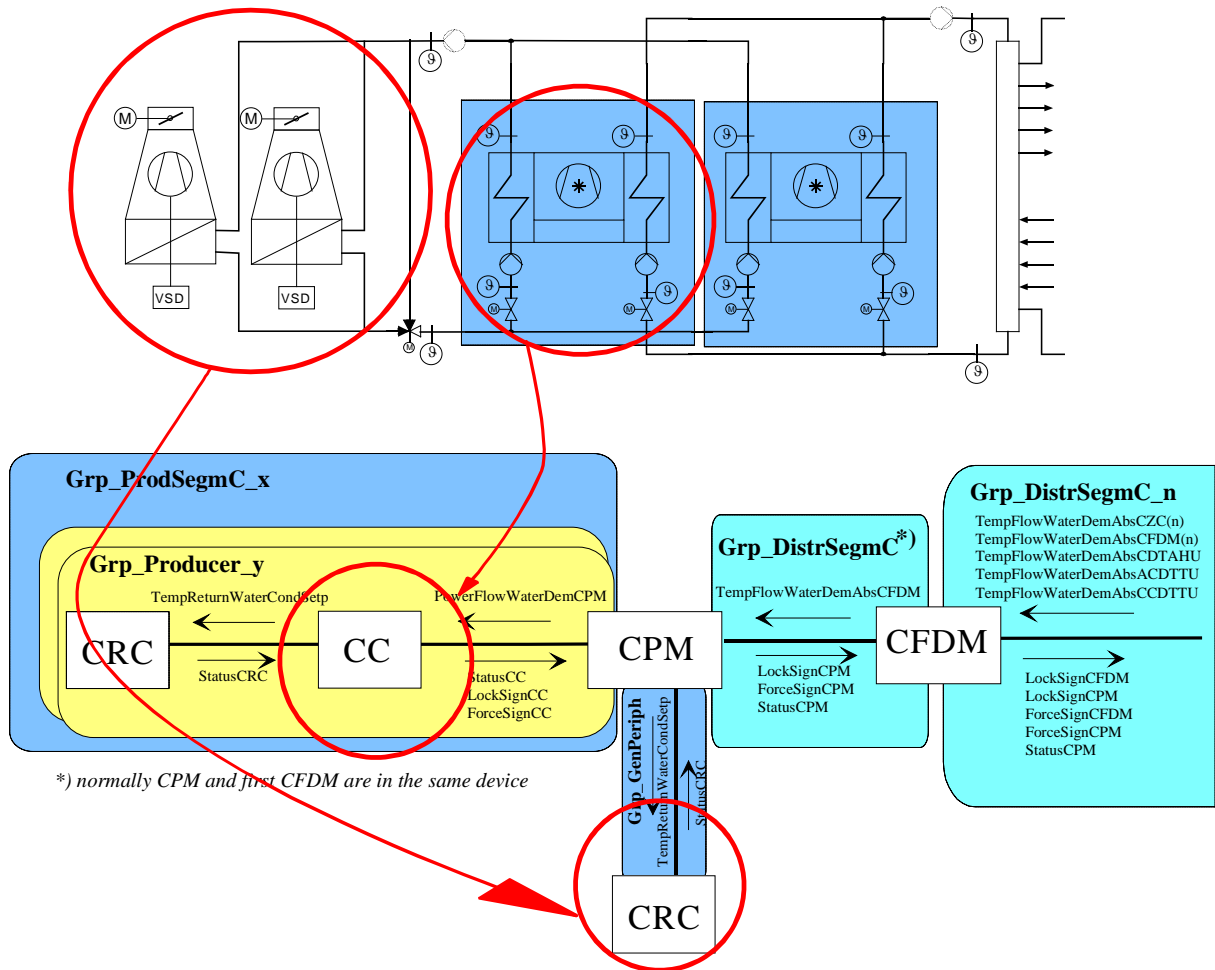 M
M
VSD
VSD
ϑ
ϑ
ϑ
ϑ
ϑ
ϑ
ϑ
ϑ
ϑ
ϑ
M
M
M
M
M
ϑ
ϑ
Grp_ProdSegmC_x
Grp_Producer_y
TempReturnWaterCondSetp
PowerFlowWaterDemCPM
CRC
CC
StatusCRC
StatusCC
LockSignCC
ForceSignCC
CPM
Grp_DistrSegmC*)
TempFlowWaterDemAbsCFDM
LockSignCPM
ForceSignCPM
StatusCPM
CFDM
Grp_DistrSegmC_n
TempFlowWaterDemAbsCZC(n)
TempFlowWaterDemAbsCFDM(n)
TempFlowWaterDemAbsCDTAHU
TempFlowWaterDemAbsACDTTU
TempFlowWaterDemAbsCCDTTU
LockSignCFDM
LockSignCPM
ForceSignCFDM
ForceSignCPM
StatusCPM
*) normally CPM and first CFDM are in the same device
Grp_GenPeriph
TempReturnWaterCondSetp
StatusCRC
CRC